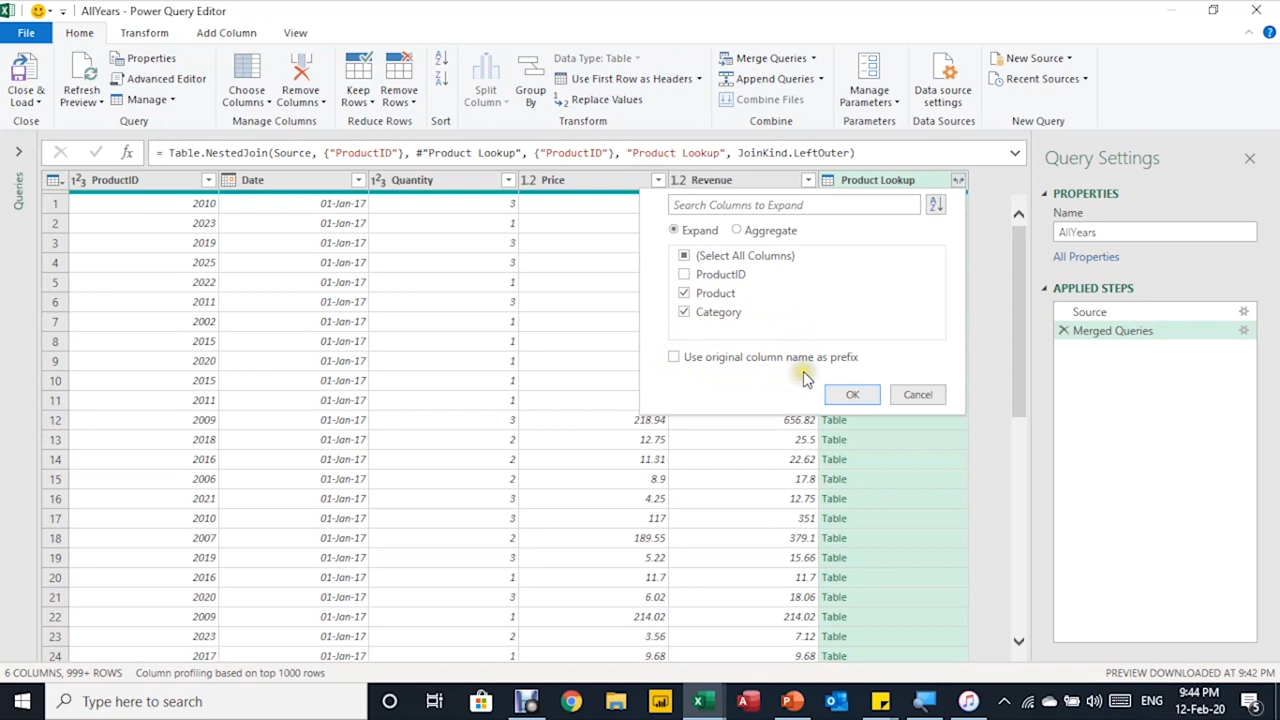 AllYears - Power Query Editor
File Home Transform Add Column View
Close & Load
Close
Refresh Preview
Properties
Advanced Editor
Manage
Query
Choose Columns
Remove Columns
Manage Columns
Keep Rows
Remove Rows
Reduce Rows
Sort
Split Column
Group By
Data Type: Table
Use First Row as Headers
Replace Values
Transform
Merge Queries
Append Queries
Combine Files
Combine
Manage Parameters
Parameters
Data source settings
Data Sources
New Source
Recent Sources
New Query
fx = Table.NestedJoin(Source, {"ProductID"}, #"Product Lookup", {"ProductID"}, "Product Lookup", JoinKind.LeftOuter)
Queries
1²3 ProductID Date 1²3 Quantity 1.2 Price 1.2 Revenue Product Lookup
1 2010 01-Jan-17 3
2 2023 01-Jan-17 1
3 2019 01-Jan-17 3
4 2025 01-Jan-17 3
5 2022 01-Jan-17 1
6 2011 01-Jan-17 3
7 2002 01-Jan-17 1
8 2015 01-Jan-17 1
9 2020 01-Jan-17 1
10 2015 01-Jan-17 1
11 2011 01-Jan-17 1
12 2009 01-Jan-17 3 218.94 656.82 Table
13 2018 01-Jan-17 2 12.75 25.5 Table
14 2016 01-Jan-17 2 11.31 22.62 Table
15 2006 01-Jan-17 2 8.9 17.8 Table
16 2021 01-Jan-17 3 4.25 12.75 Table
17 2010 01-Jan-17 3 117 351 Table
18 2007 01-Jan-17 2 189.55 379.1 Table
19 2019 01-Jan-17 3 5.22 15.66 Table
20 2016 01-Jan-17 1 11.7 11.7 Table
21 2020 01-Jan-17 3 6.02 18.06 Table
22 2009 01-Jan-17 1 214.02 214.02 Table
23 2023 01-Jan-17 2 3.56 7.12 Table
24 2017 01-Jan-17 1 9.68 9.68 Table
Search Columns to Expand
Expand Aggregate
(Select All Columns)
ProductID
Product
Category
Use original column name as prefix
OK Cancel
Query Settings
PROPERTIES
Name
AllYears
All Properties
APPLIED STEPS
Source
Merged Queries
6 COLUMNS, 999+ ROWS Column profiling based on top 1000 rows PREVIEW DOWNLOADED AT 9:42 PM
Type here to search
ENG
9:44 PM
12-Feb-20
5